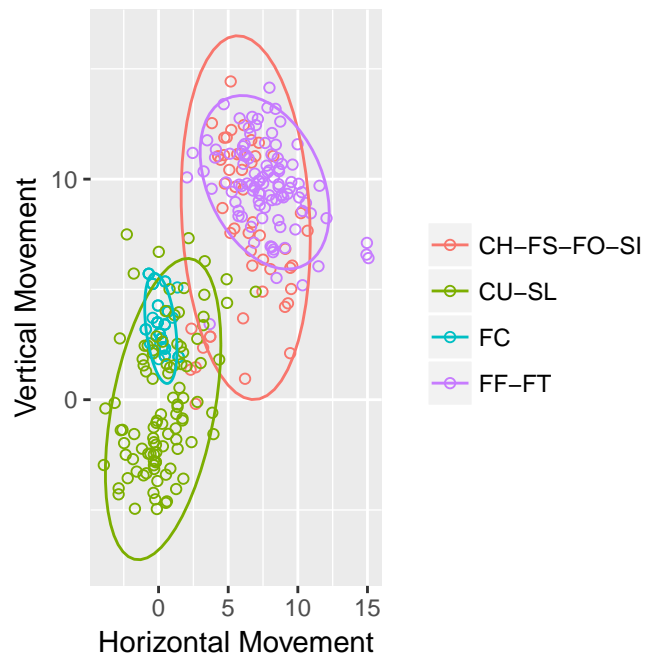 10
0
0
5
10
15
Vertical Movement
Horizontal Movement
CH−FS−FO−SI
CU−SL
FC
FF−FT